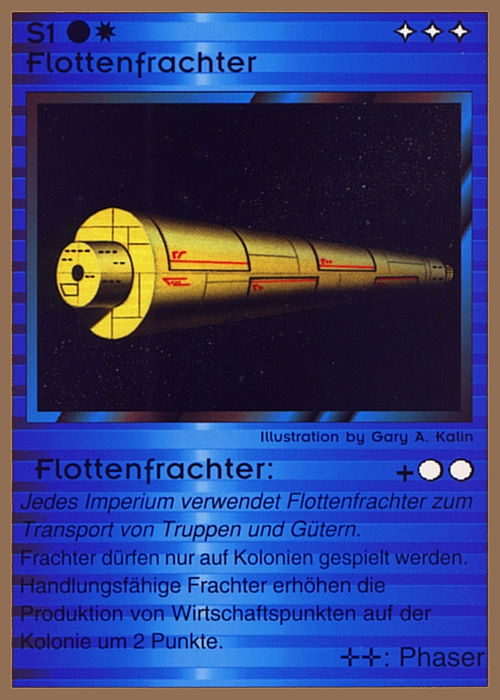 S1
Flottenfrachter
Illustration by Gary A. Kalin
Flottenfrachter: +
Jedes Imperium verwendet Flottenfrachter zum
Transport von Truppen und Gütern.
Frachter dürfen nur auf Kolonien gespielt werden.
Handlungsfähige Frachter erhöhen die
Produktion von Wirtschaftspunkten auf der
Kolonie um 2 Punkte.
++: Phaser